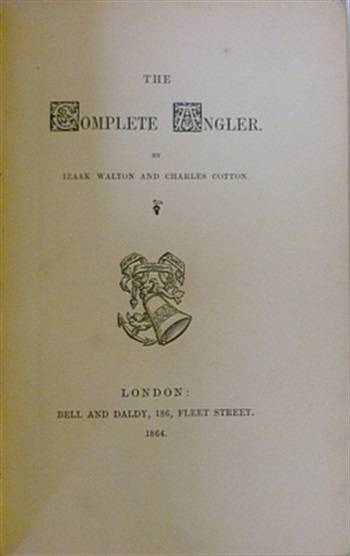 THE
COMPLETE ANGLER.
BY
IZAAK WALTON AND CHARLES COTTON.
LONDON:
BELL AND DALDY, 186, FLEET STREET.
1864.